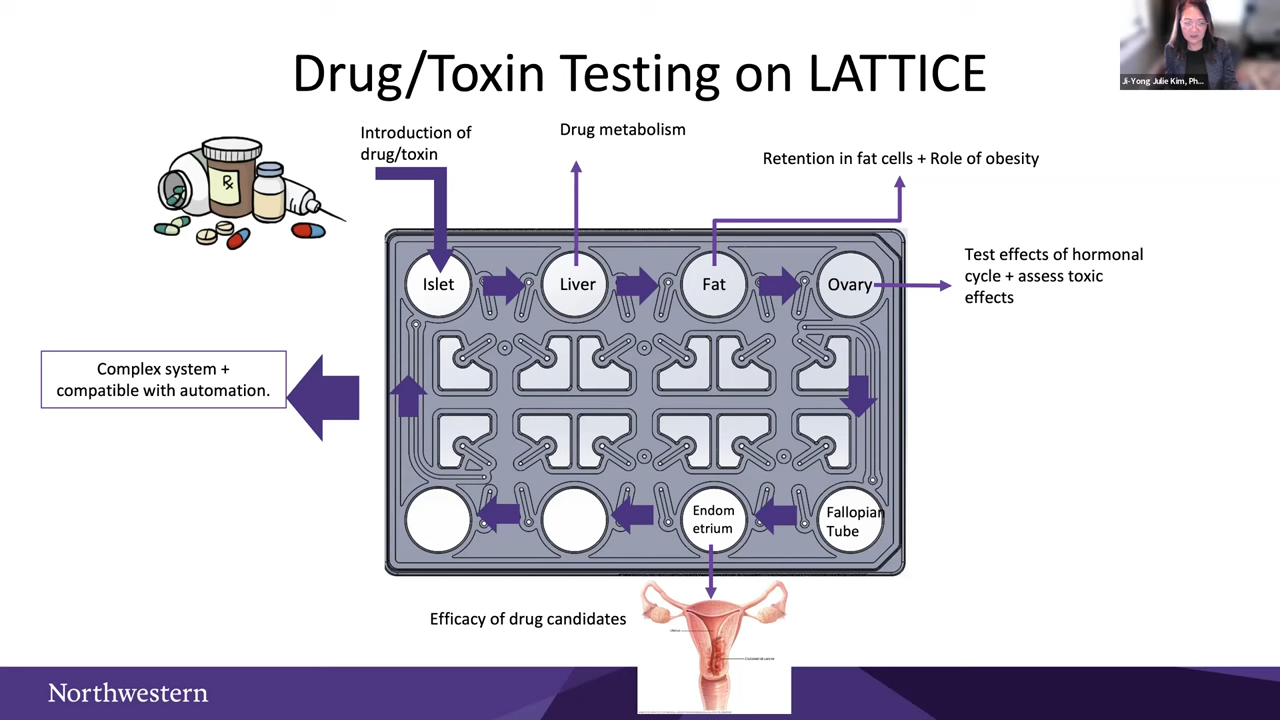 Drug/Toxin Testing on LATTICE
Ji-Yong Julie Kim, Ph...
Introduction of
drug/toxin
Drug metabolism
Retention in fat cells + Role of obesity
Rx
Islet
Liver
Fat
Ovary
Test effects of hormonal
cycle + assess toxic
effects
Complex system +
compatible with automation.
Endom
etrium
Fallopian
Tube
Efficacy of drug candidates
Uterus
Northwestern